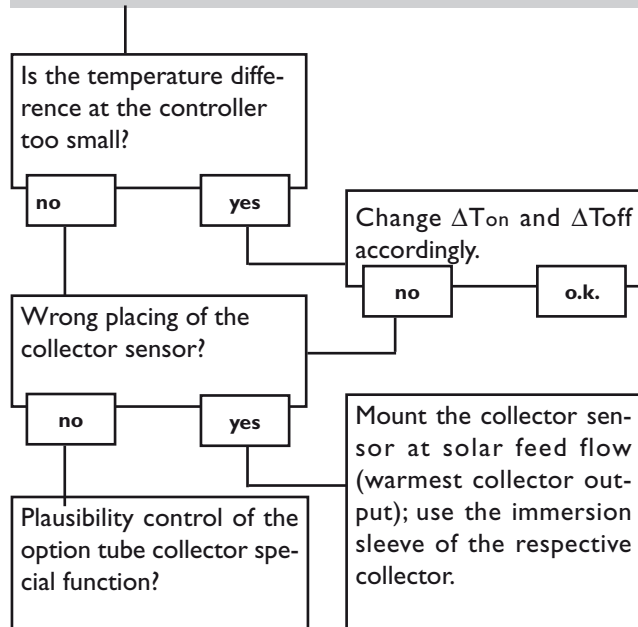 Is the temperature diffe-
rence at the controller
too small?
no
yes
Change ΔTon and ΔToff
accordingly.
no
o.k.
Wrong placing of the
collector sensor?
no
yes
Mount the collector sen-
sor at solar feed flow
(warmest collector out-
put); use the immersion
sleeve of the respective
collector.
Plausibility control of the
option tube collector spe-
cial function?